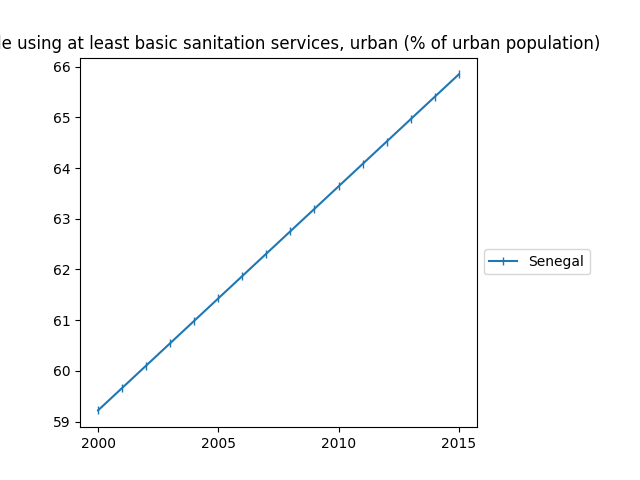 using at least basic sanitation services, urban (% of urban population)
66
65
64
63
62
61
60
59
2000 2005 2010 2015
Senegal